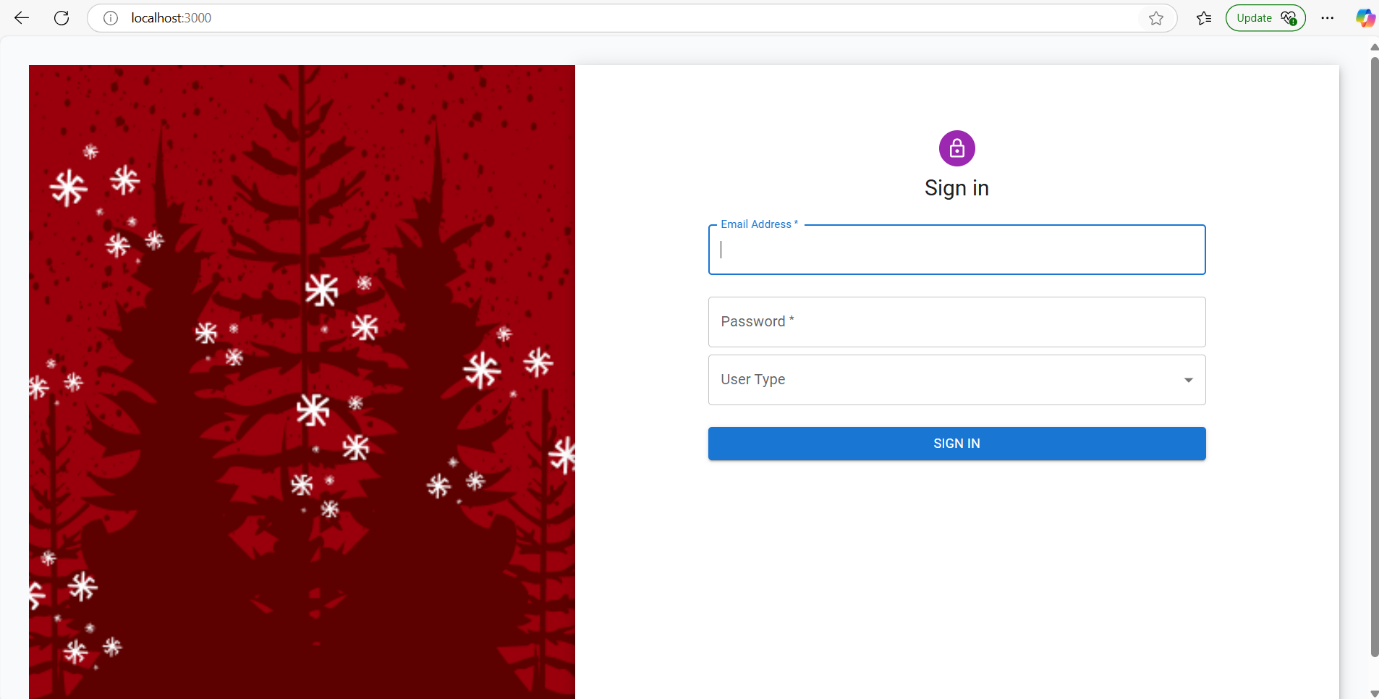 localhost:3000
Update
Sign in
Email Address *
Password *
User Type
SIGN IN